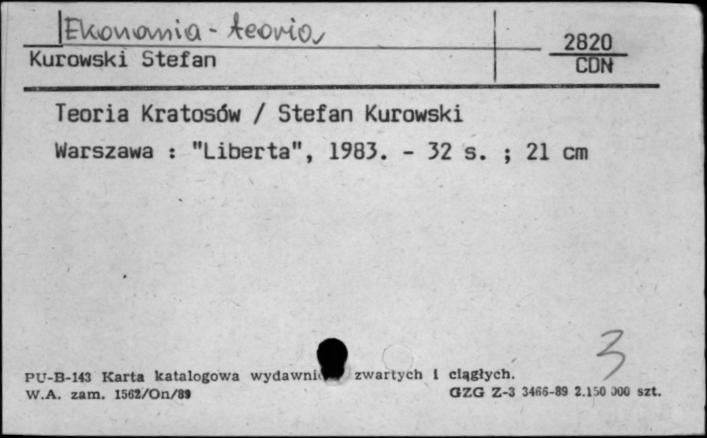 Ekonomia - teoria
2820
Kurowski Stefan
CDN
Teoria Kratosów / Stefan Kurowski
Warszawa : "Liberta", 1983. - 32 s. ; 21 cm
3
PU-B-143 Karta katalogowa zwartych i ciągłych.
W.A. zam. 1562/On/89 GZG Z-3 3466-89 2.150 000 szt.